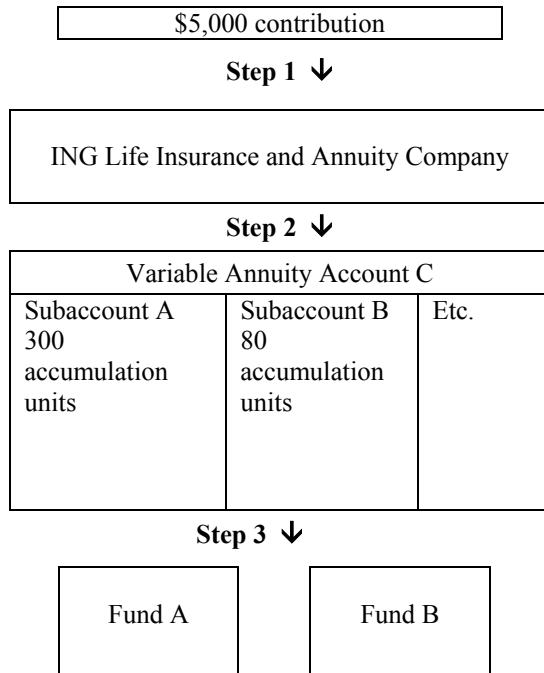 $5,000 contribution
Step 1 ↓
ING Life Insurance and Annuity Company
Step 2 ↓
Variable Annuity Account C
Subaccount A
300
accumulation
units
Subaccount B
80
accumulation
units
Etc.
Step 3 ↓
Fund A
Fund B